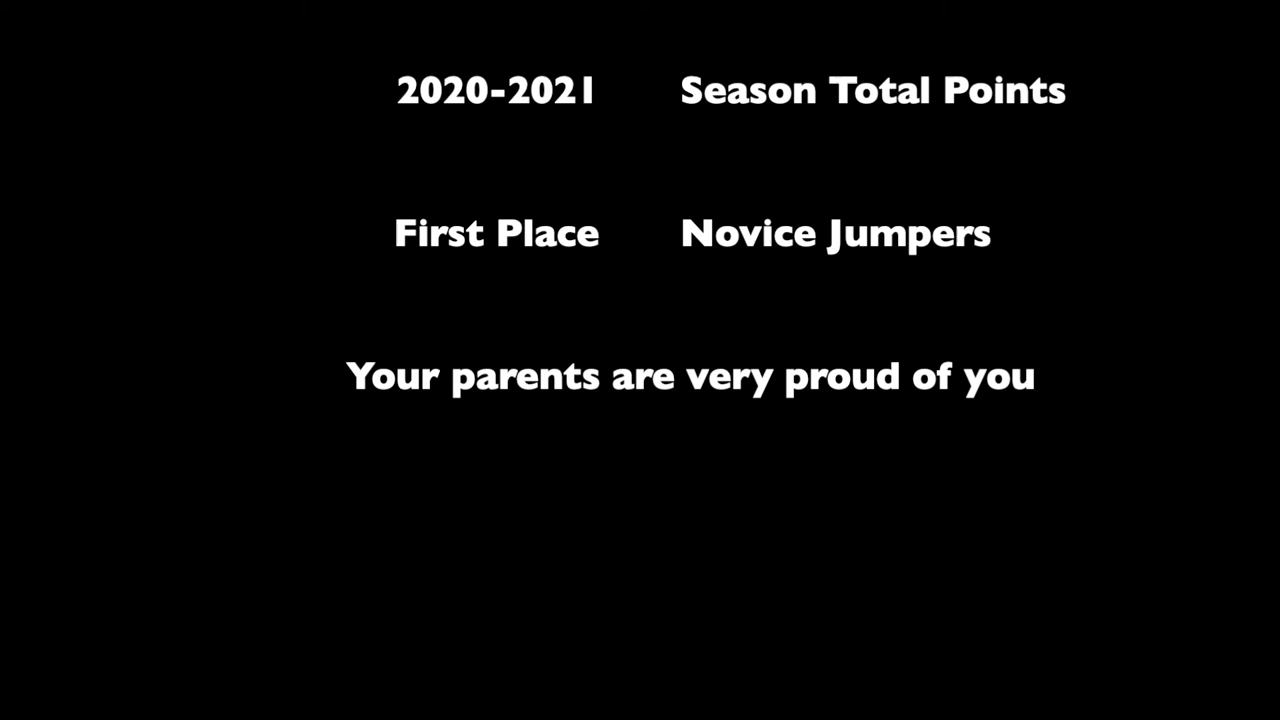 2020-2021 Season Total Points
First Place Novice Jumpers
Your parents are very proud of you